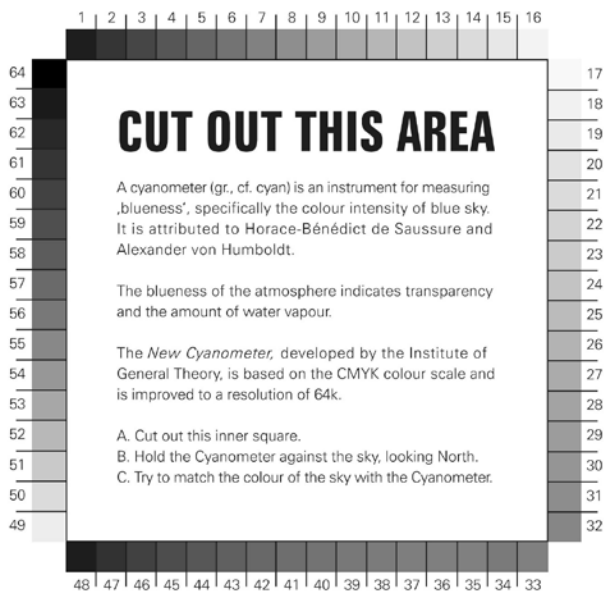 1 2 3 4 5 6 7 8 9 10 11 12 13 14 15 16
64
63
62
61
60
59
58
57
56
55
54
53
52
51
50
49
CUT OUT THIS AREA
A cyanometer (gr., cf. cyan) is an instrument for measuring
‚blueness‘, specifically the colour intensity of blue sky.
It is attributed to Horace-Bénédict de Saussure and
Alexander von Humboldt.
The blueness of the atmosphere indicates transparency
and the amount of water vapour.
The New Cyanometer, developed by the Institute of
General Theory, is based on the CMYK colour scale and
is improved to a resolution of 64k.
A. Cut out this inner square.
B. Hold the Cyanometer against the sky, looking North.
C. Try to match the colour of the sky with the Cyanometer.
17
18
19
20
21
22
23
24
25
26
27
28
29
30
31
32
48 47 46 45 44 43 42 41 40 39 38 37 36 35 34 33